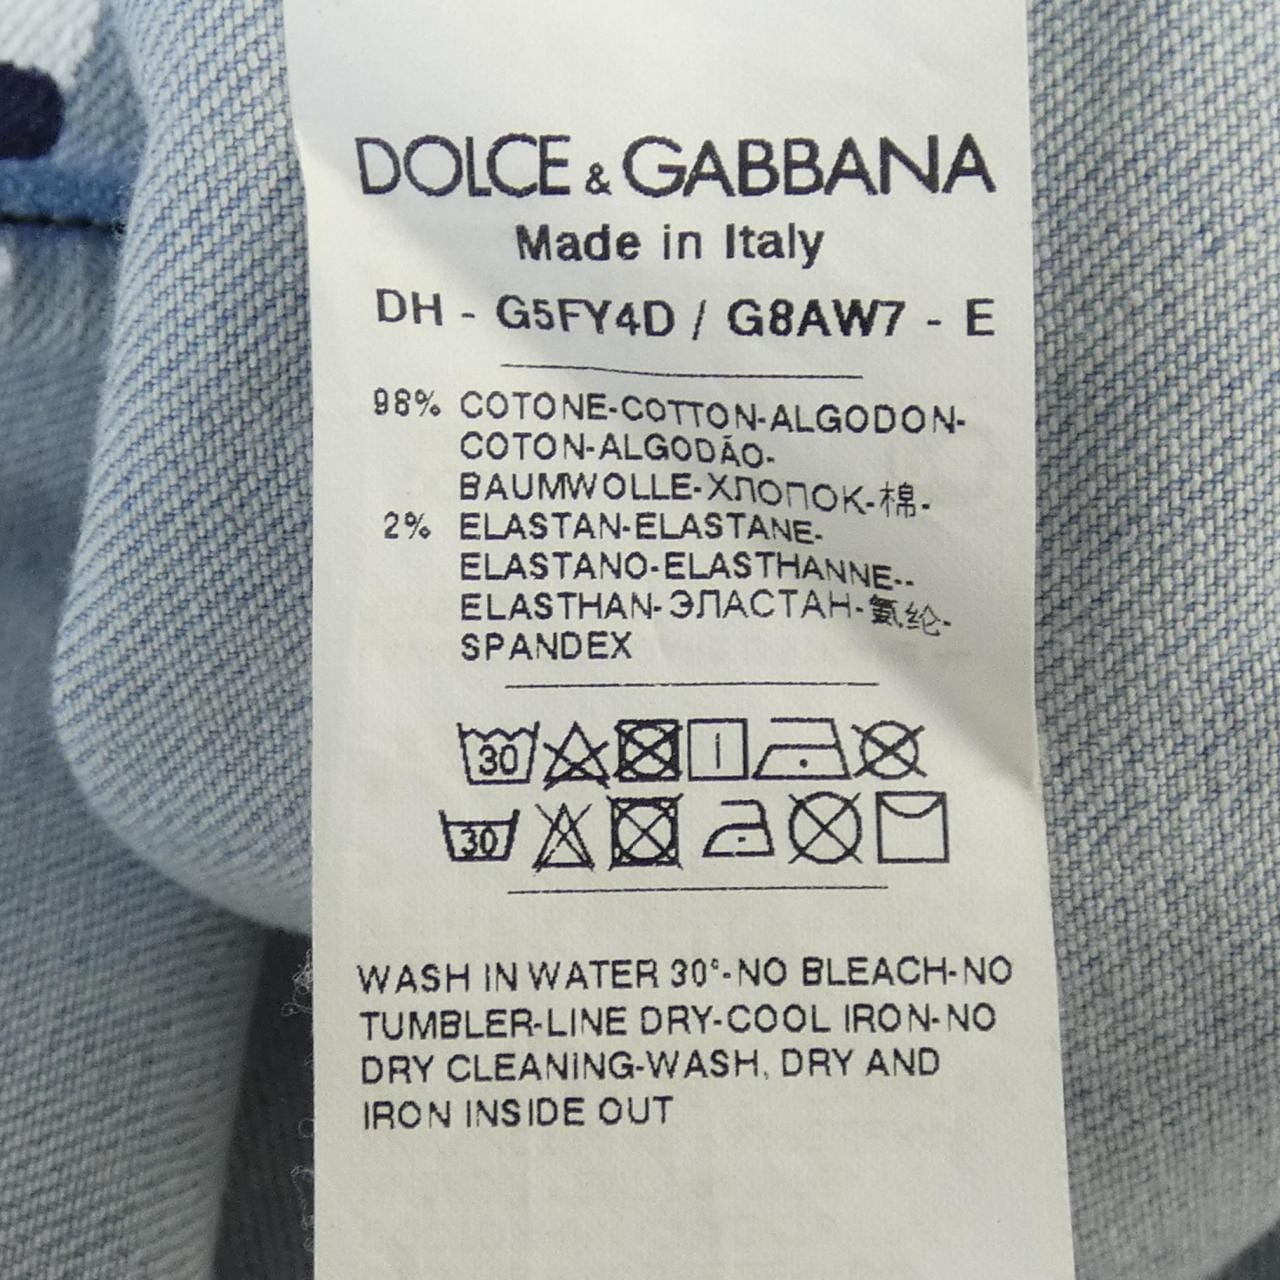 DOLCE & GABBANA
Made in Italy
DH - G5FY4D / G8AW7 - E
98% COTONE-COTTON-ALGODON-
COTON-ALGODÃO-
BAUMWOLLE-ХЛОПОК-棉-
2% ELASTAN-ELASTANE-
ELASTANO-ELASTHANNE--
ELASTHAN-ЭЛАСТАН-氨纶-
SPANDEX
30
30
WASH IN WATER 30°-NO BLEACH-NO
TUMBLER-LINE DRY-COOL IRON-NO
DRY CLEANING-WASH, DRY AND
IRON INSIDE OUT